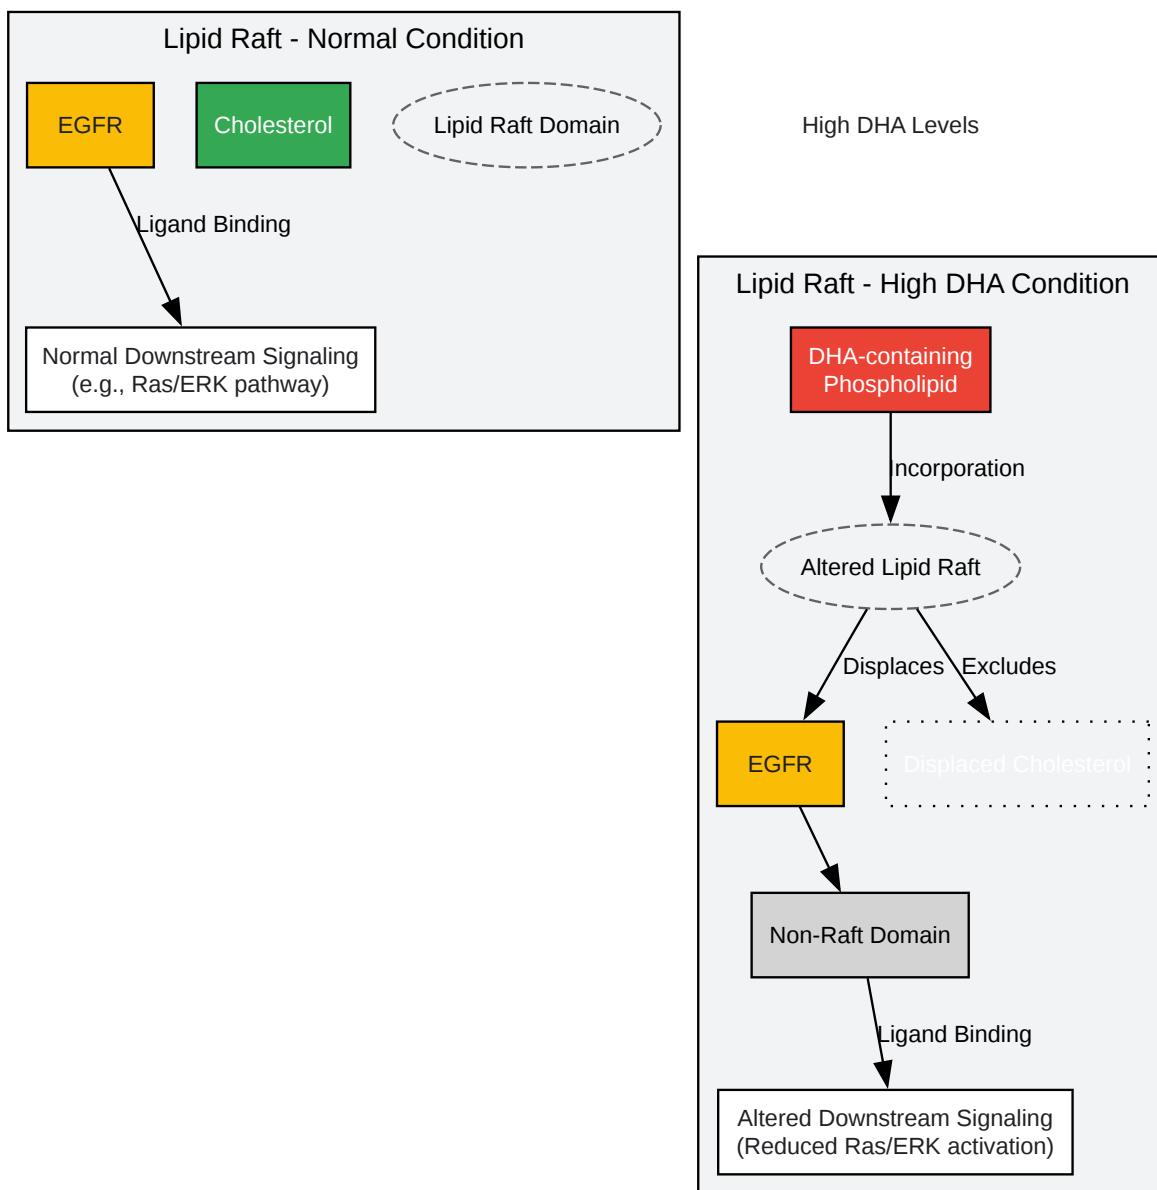 Lipid Raft - Normal Condition
EGFR
Cholesterol
Lipid Raft Domain
High DHA Levels
Ligand Binding
Normal Downstream Signaling
(e.g., Ras/ERK pathway)
Lipid Raft - High DHA Condition
DHA-containing
Phospholipid
Incorporation
Altered Lipid Raft
Displaces
Excludes
EGFR
Displaced Cholesterol
Non-Raft Domain
Ligand Binding
Altered Downstream Signaling
(Reduced Ras/ERK activation)